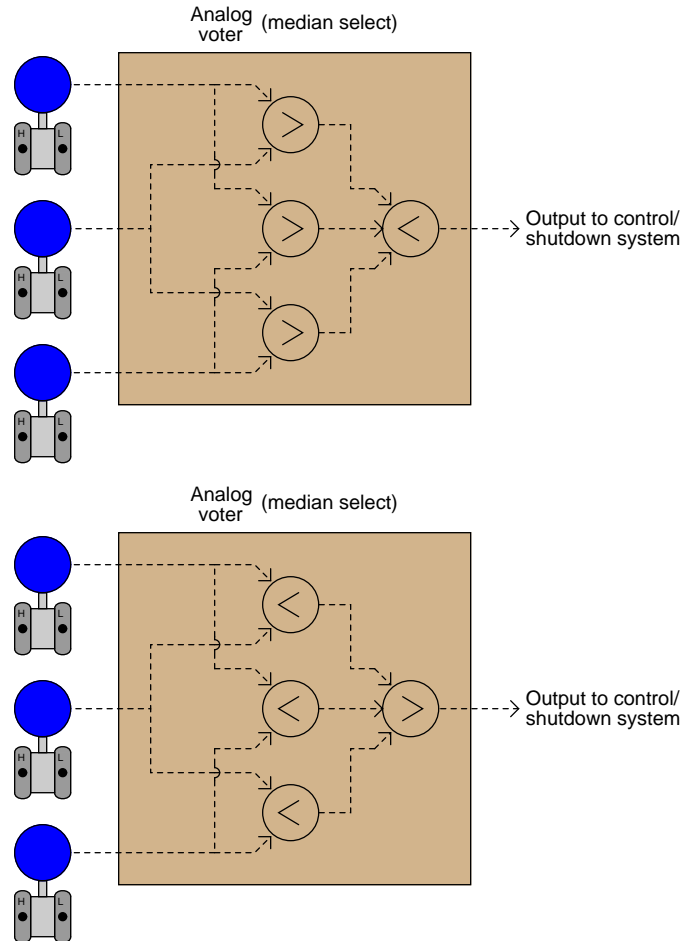 Analog
voter (median select)
H L
>
H L
>
<
Output to control/
shutdown system
>
H L
Analog
voter (median select)
H L
<
H L
<
>
Output to control/
shutdown system
<
H L